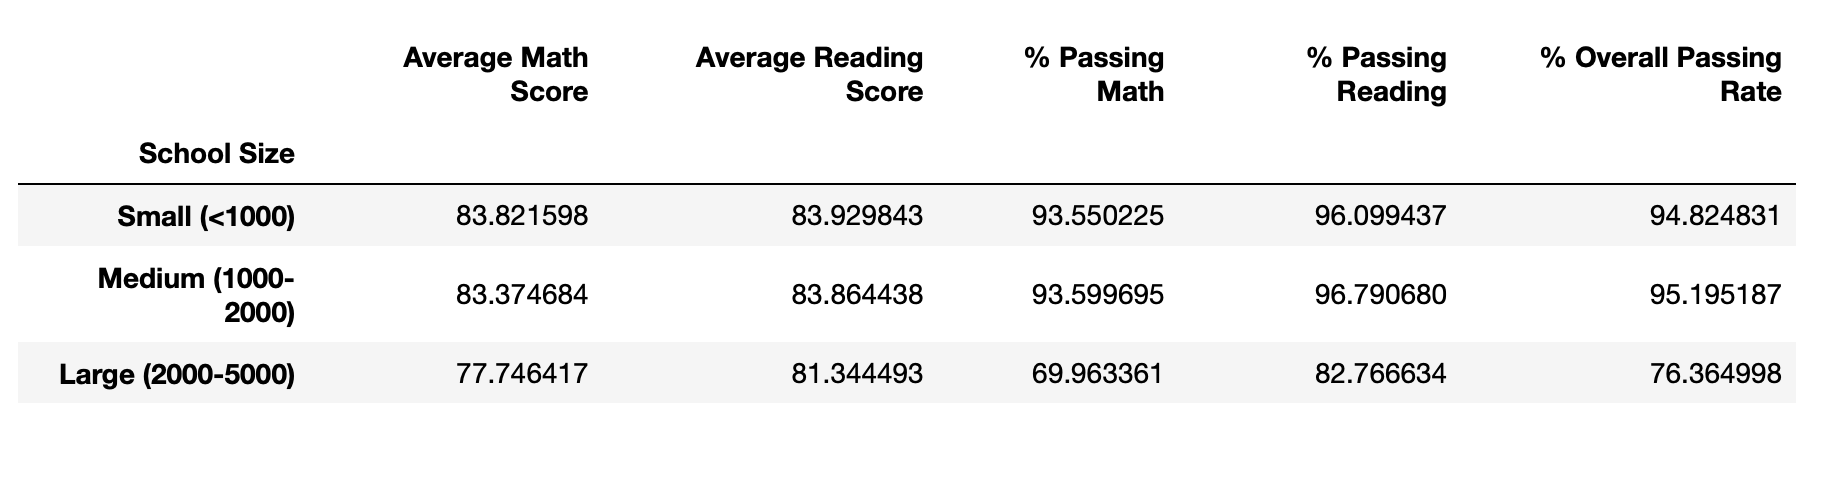 Average Math Average Reading % Passing % Passing % Overall Passing
Score Score Math Reading Rate
School Size
Small (<1000) 83.821598 83.929843 93.550225 96.099437 94.824831
Medium (1000-
2000) 83.374684 83.864438 93.599695 96.790680 95.195187
Large (2000-5000) 77.746417 81.344493 69.963361 82.766634 76.364998